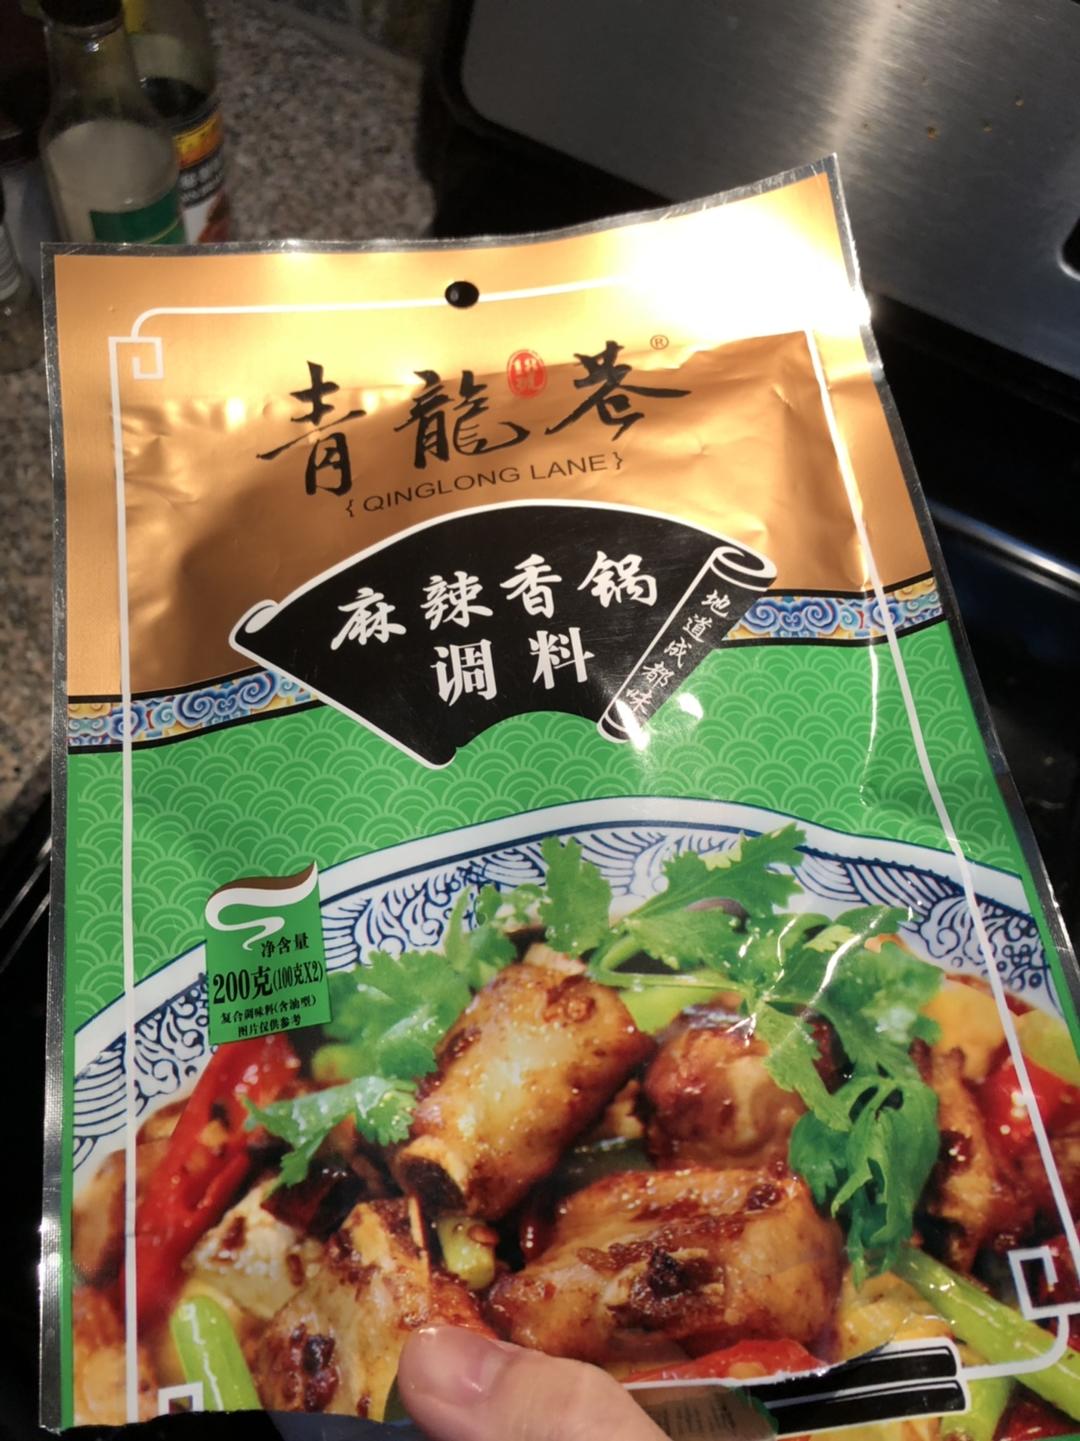 青龍巷®
{QINGLONG LANE}
麻辣香锅
调料
地道成都味
净含量
200克(100克X2)
复合调味料(含油型)
图片仅供参考